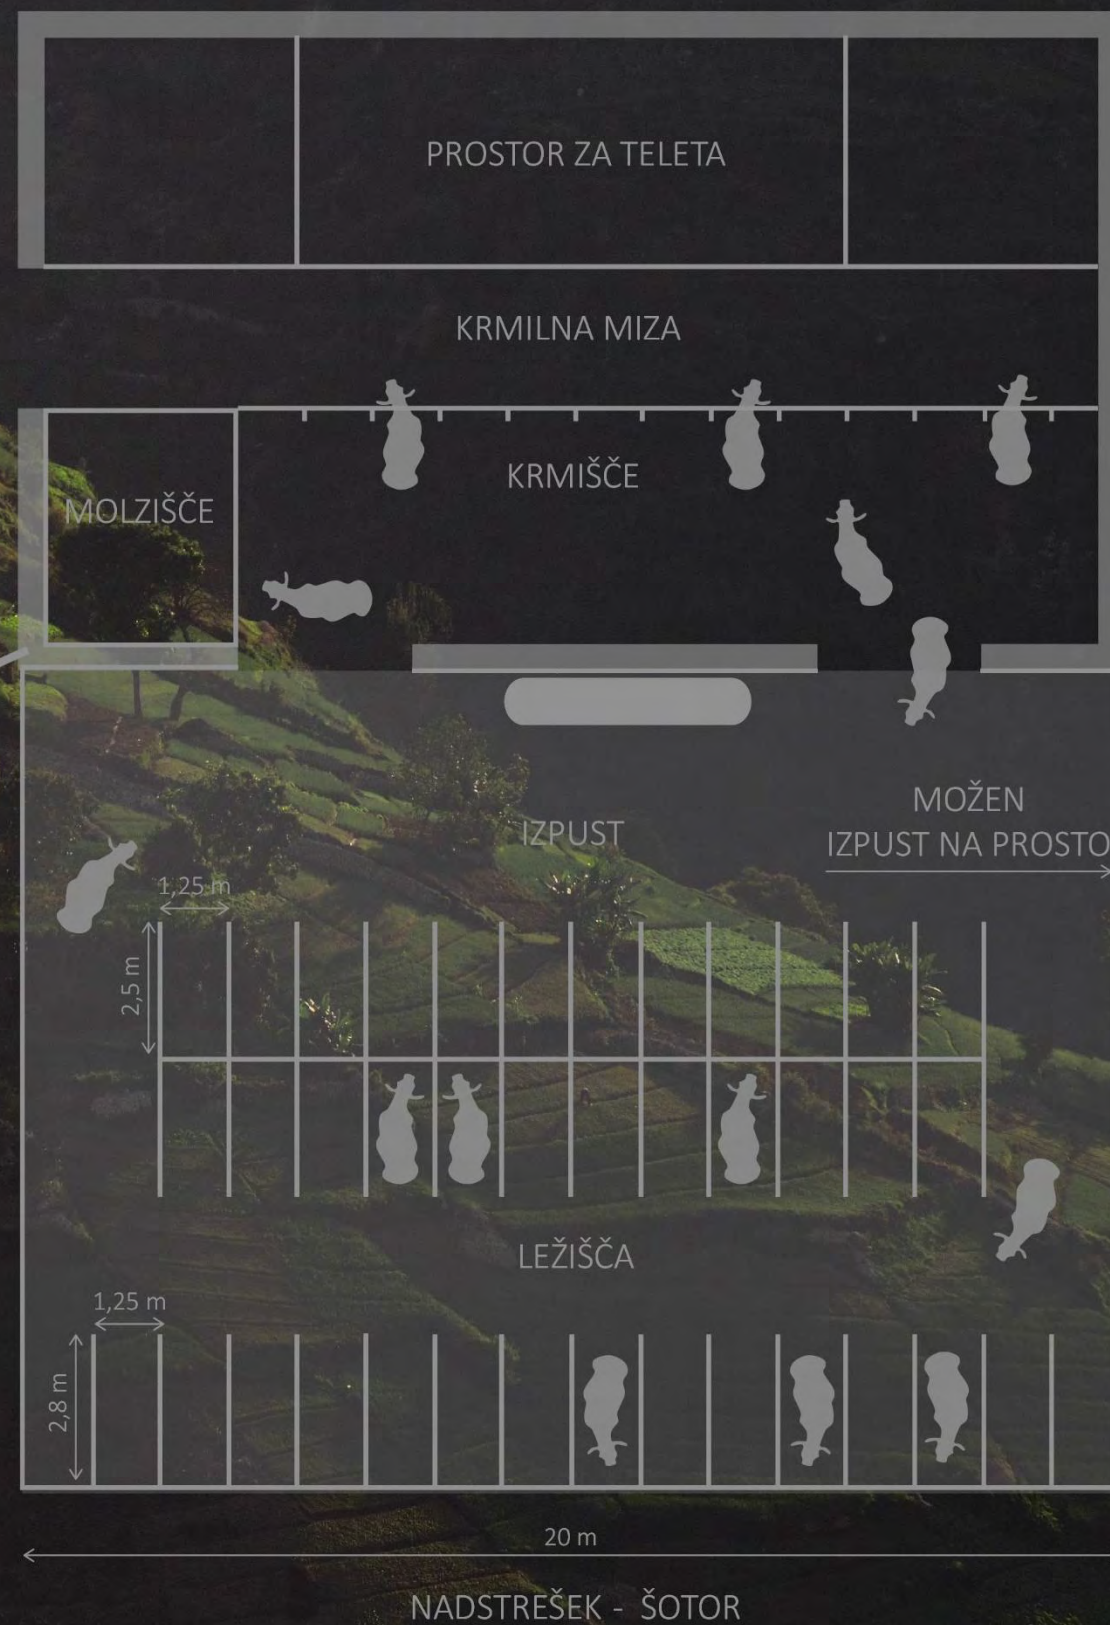 PROSTOR ZA TELETA
KRMILNA MIZA
KRMIŠČE
MOLZIŠČE
MOŽEN
IZPUST NA PROSTO
IZPUST
1,25 m
2,5 m
LEŽIŠČA
1,25 m
2,8 m
20 m
NADSTREŠEK - ŠOTOR